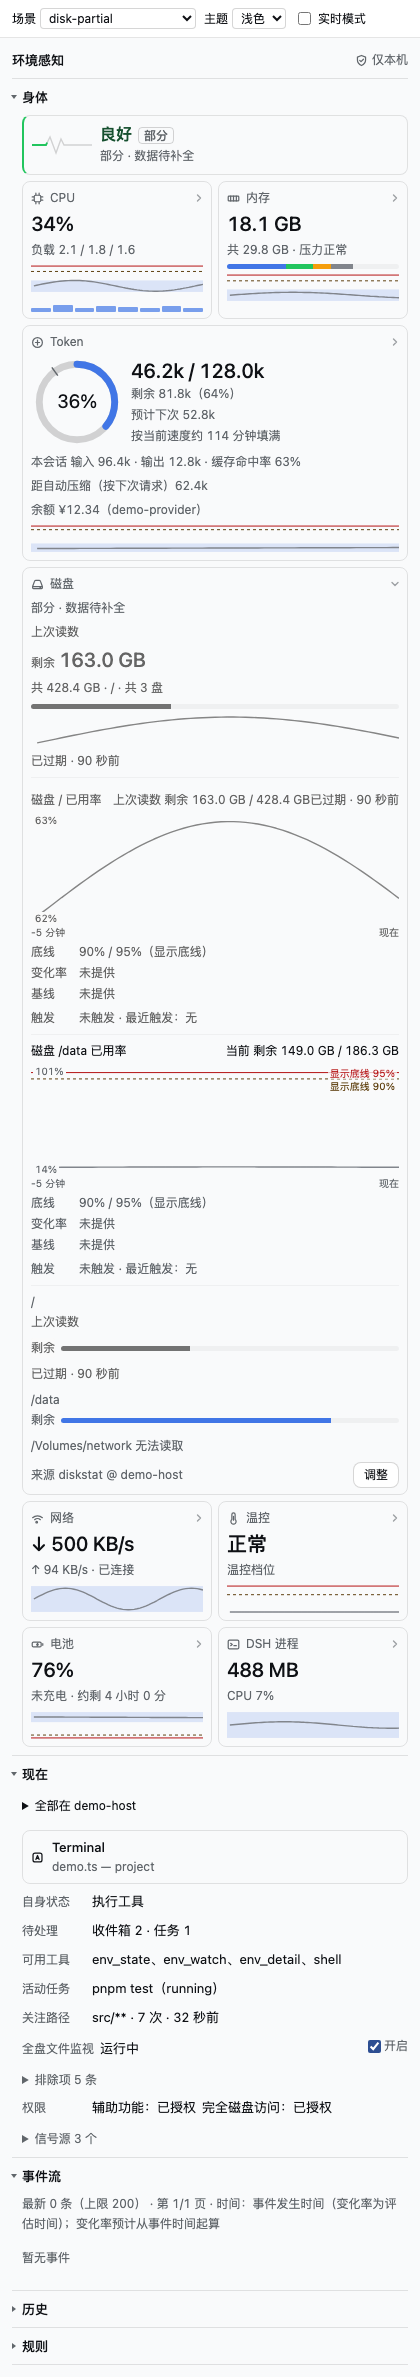 场景 disk-partial 主题 浅色 实时模式
环境感知 仅本机
身体
良好 部分
部分 · 数据待补全
CPU
34%
负载 2.1 / 1.8 / 1.6
内存
18.1 GB
共 29.8 GB · 压力正常
Token
36%
46.2k / 128.0k
剩余 81.8k（64%）
预计下次 52.8k
按当前速度约 114 分钟填满
本会话 输入 96.4k · 输出 12.8k · 缓存命中率 63%
距自动压缩（按下次请求）62.4k
余额 ¥12.34（demo-provider）
磁盘
部分 · 数据待补全
上次读数
剩余 163.0 GB
共 428.4 GB · / · 共 3 盘
已过期 · 90 秒前
磁盘 / 已用率 上次读数 剩余 163.0 GB / 428.4 GB已过期 · 90 秒前
63%
62%
-5 分钟 现在
底线 90% / 95%（显示底线）
变化率 未提供
基线 未提供
触发 未触发 · 最近触发：无
磁盘 /data 已用率 当前 剩余 149.0 GB / 186.3 GB
101% 显示底线 95%
显示底线 90%
14%
-5 分钟 现在
底线 90% / 95%（显示底线）
变化率 未提供
基线 未提供
触发 未触发 · 最近触发：无
/
上次读数
剩余
已过期 · 90 秒前
/data
剩余
/Volumes/network 无法读取
来源 diskstat @ demo-host 调整
网络
↓ 500 KB/s
↑ 94 KB/s · 已连接
温控
正常
温控档位
电池
76%
未充电 · 约剩 4 小时 0 分
DSH 进程
488 MB
CPU 7%
现在
全部在 demo-host
Terminal
demo.ts — project
自身状态 执行工具
待处理 收件箱 2 · 任务 1
可用工具 env_state、env_watch、env_detail、shell
活动任务 pnpm test（running）
关注路径 src/** · 7 次 · 32 秒前
全盘文件监视 运行中 开启
排除项 5 条
权限 辅助功能：已授权 完全磁盘访问：已授权
信号源 3 个
事件流
最新 0 条（上限 200） · 第 1/1 页 · 时间：事件发生时间（变化率为评
估时间）；变化率预计从事件时间起算
暂无事件
历史
规则